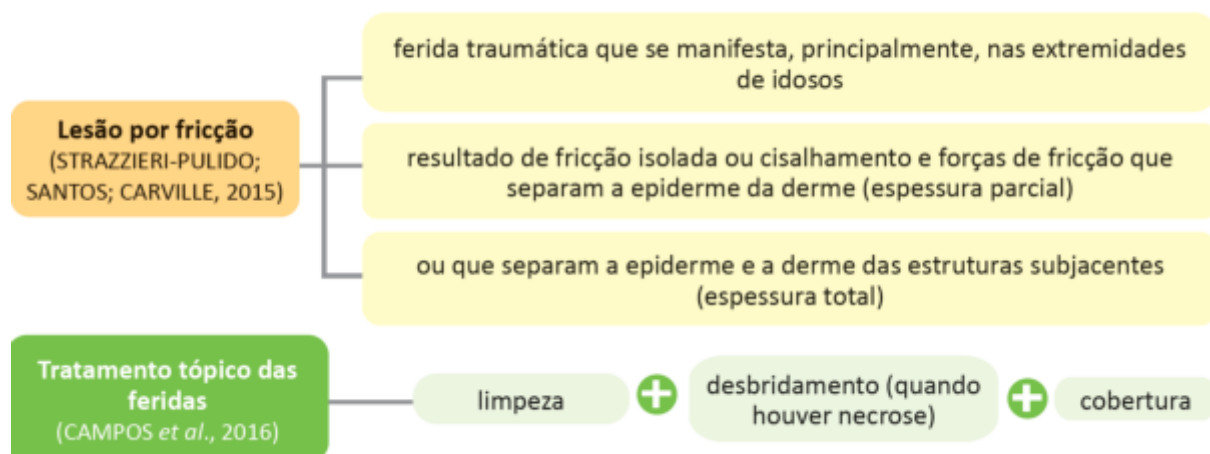 ferida traumática que se manifesta, principalmente, nas extremidades
de idosos
Lesão por fricção
(STRAZZIERI-PULIDO;
SANTOS; CARVILLE, 2015)
resultado de fricção isolada ou cisalhamento e forças de fricção que
separam a epiderme da derme (espessura parcial)
ou que separam a epiderme e a derme das estruturas subjacentes
(espessura total)
Tratamento tópico das
feridas
(CAMPOS et al., 2016)
limpeza
desbridamento (quando
houver necrose)
cobertura